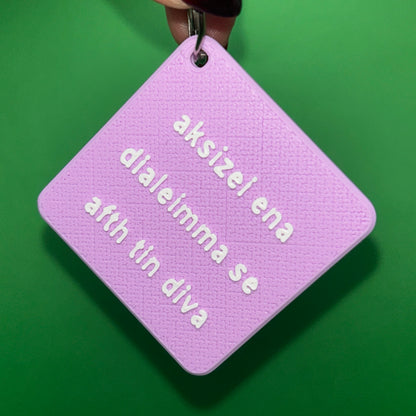 aksizei ena
dialeimma se
afth tin diva